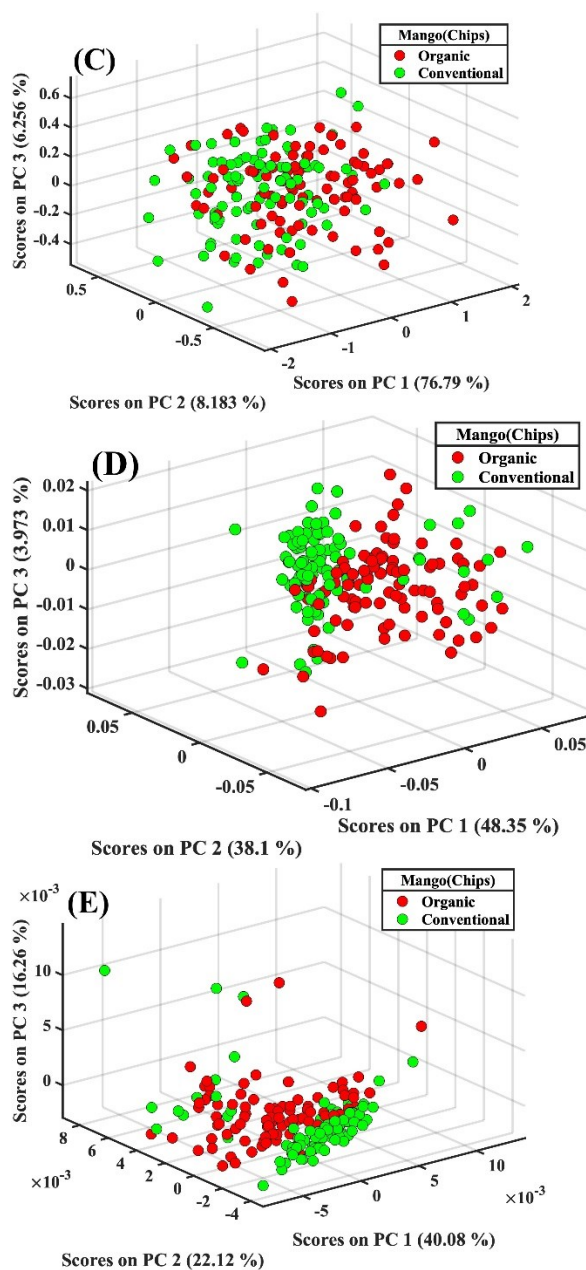 (C)
Mango(Chips)
Organic
Conventional
Scores on PC 3 (6.256 %)
0.6
0.4
0.2
0
-0.2
-0.4
0.5
0
-0.5
-2
-1
0
1
2
Scores on PC 1 (76.79 %)
Scores on PC 2 (8.183 %)
(D)
Mango(Chips)
Organic
Conventional
Scores on PC 3 (3.973 %)
0.02
0.01
0
-0.01
-0.02
-0.03
0.05
0
-0.05
-0.1
-0.05
0
0.05
Scores on PC 1 (48.35 %)
Scores on PC 2 (38.1 %)
×10⁻³
(E)
Mango(Chips)
Organic
Conventional
Scores on PC 3 (16.26 %)
10
5
0
8
6
4
2
0
-2
-4
×10⁻³
-5
0
5
10
×10⁻³
Scores on PC 1 (40.08 %)
Scores on PC 2 (22.12 %)